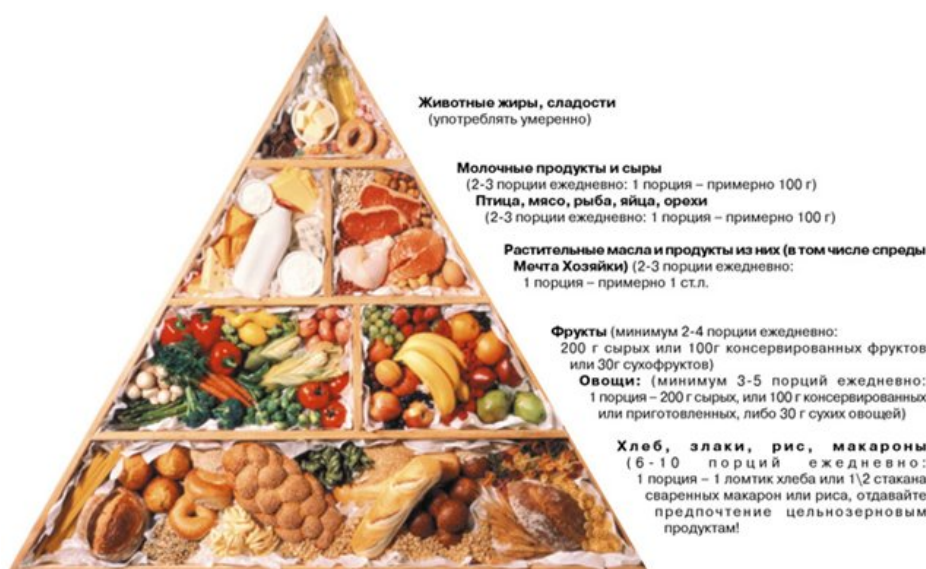 Животные жиры, сладости
(употреблять умеренно)
Молочные продукты и сыры
(2-3 порции ежедневно: 1 порция – примерно 100 г)
Птица, мясо, рыба, яйца, орехи
(2-3 порции ежедневно: 1 порция – примерно 100 г)
Растительные масла и продукты из них (в том числе спреды
Мечта Хозяйки) (2-3 порции ежедневно:
1 порция – примерно 1 ст.л.
Фрукты (минимум 2-4 порции ежедневно:
200 г сырых или 100г консервированных фруктов
или 30г сухофруктов)
Овощи: (минимум 3-5 порций ежедневно:
1 порция – 200 г сырых, или 100 г консервированных
или приготовленных, либо 30 г сухих овощей)
Хлеб, злаки, рис, макароны
(6-10 порций ежедневно:
1 порция – 1 ломтик хлеба или 1\2 стакана
сваренных макарон или риса, отдавайте
предпочтение цельнозерновым
продуктам!